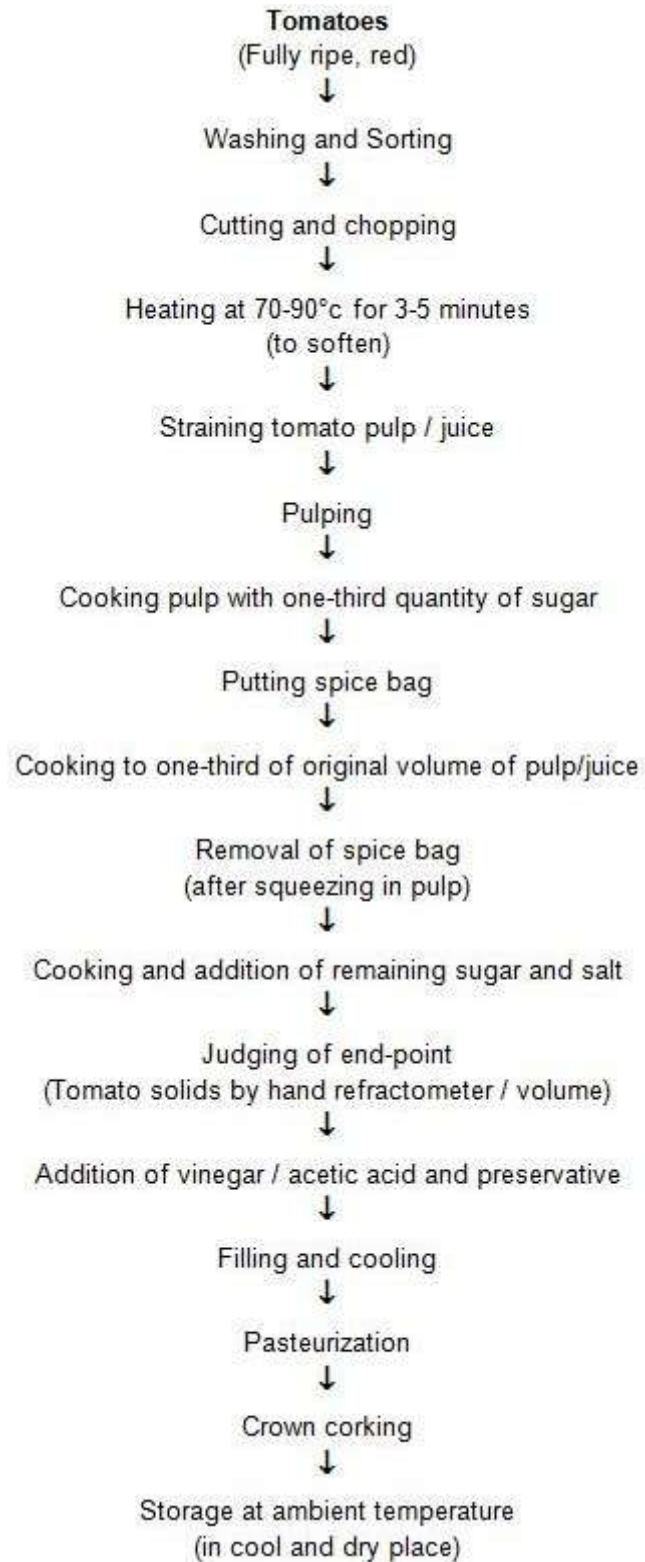 Tomatoes
(Fully ripe, red)
↓
Washing and Sorting
↓
Cutting and chopping
↓
Heating at 70-90°c for 3-5 minutes
(to soften)
↓
Straining tomato pulp / juice
↓
Pulping
↓
Cooking pulp with one-third quantity of sugar
↓
Putting spice bag
↓
Cooking to one-third of original volume of pulp/juice
↓
Removal of spice bag
(after squeezing in pulp)
↓
Cooking and addition of remaining sugar and salt
↓
Judging of end-point
(Tomato solids by hand refractometer / volume)
↓
Addition of vinegar / acetic acid and preservative
↓
Filling and cooling
↓
Pasteurization
↓
Crown corking
↓
Storage at ambient temperature
(in cool and dry place)